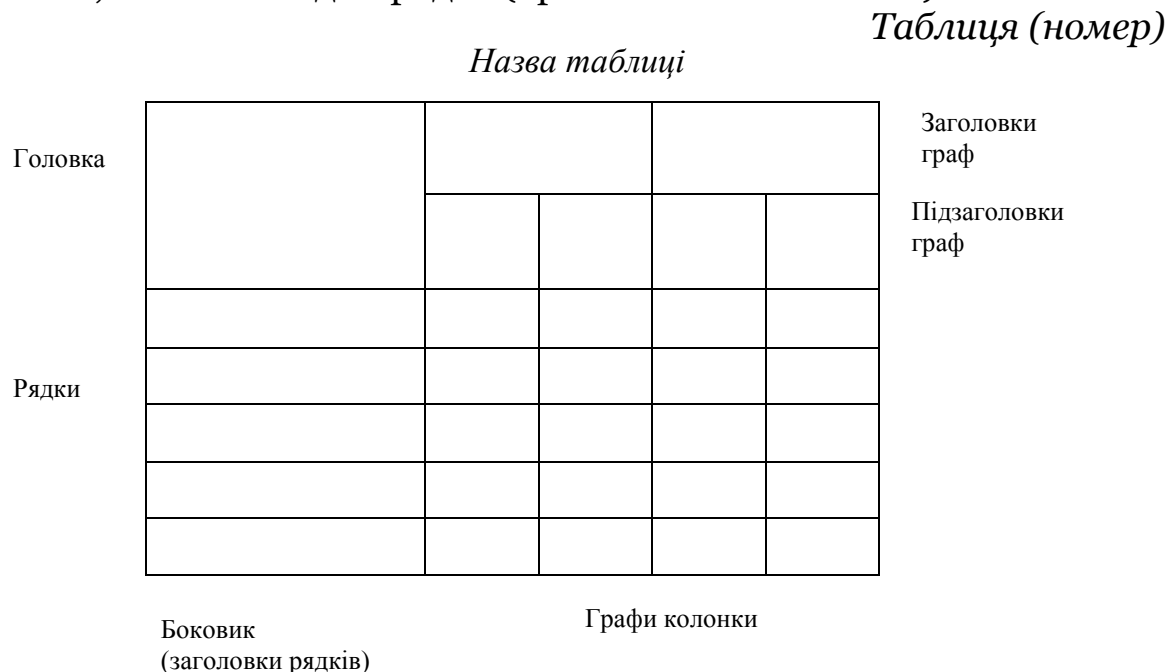 Таблиця (номер)
Назва таблиці
Головка
Заголовки
граф
Підзаголовки
граф
Рядки
Боковик
(заголовки рядків)
Графи колонки